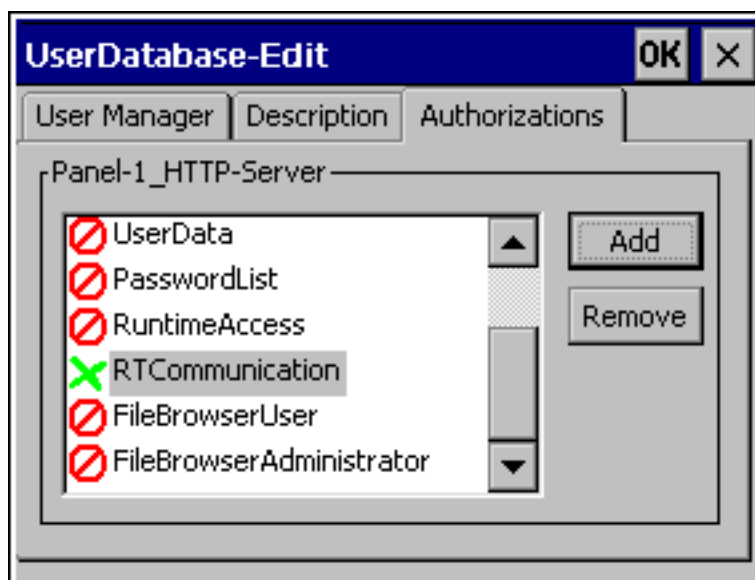 UserDatabase-Edit OK ×
User Manager Description Authorizations
Panel-1_HTTP-Server
UserData
Add
PasswordList
RuntimeAccess
Remove
RTCommunication
FileBrowserUser
FileBrowserAdministrator